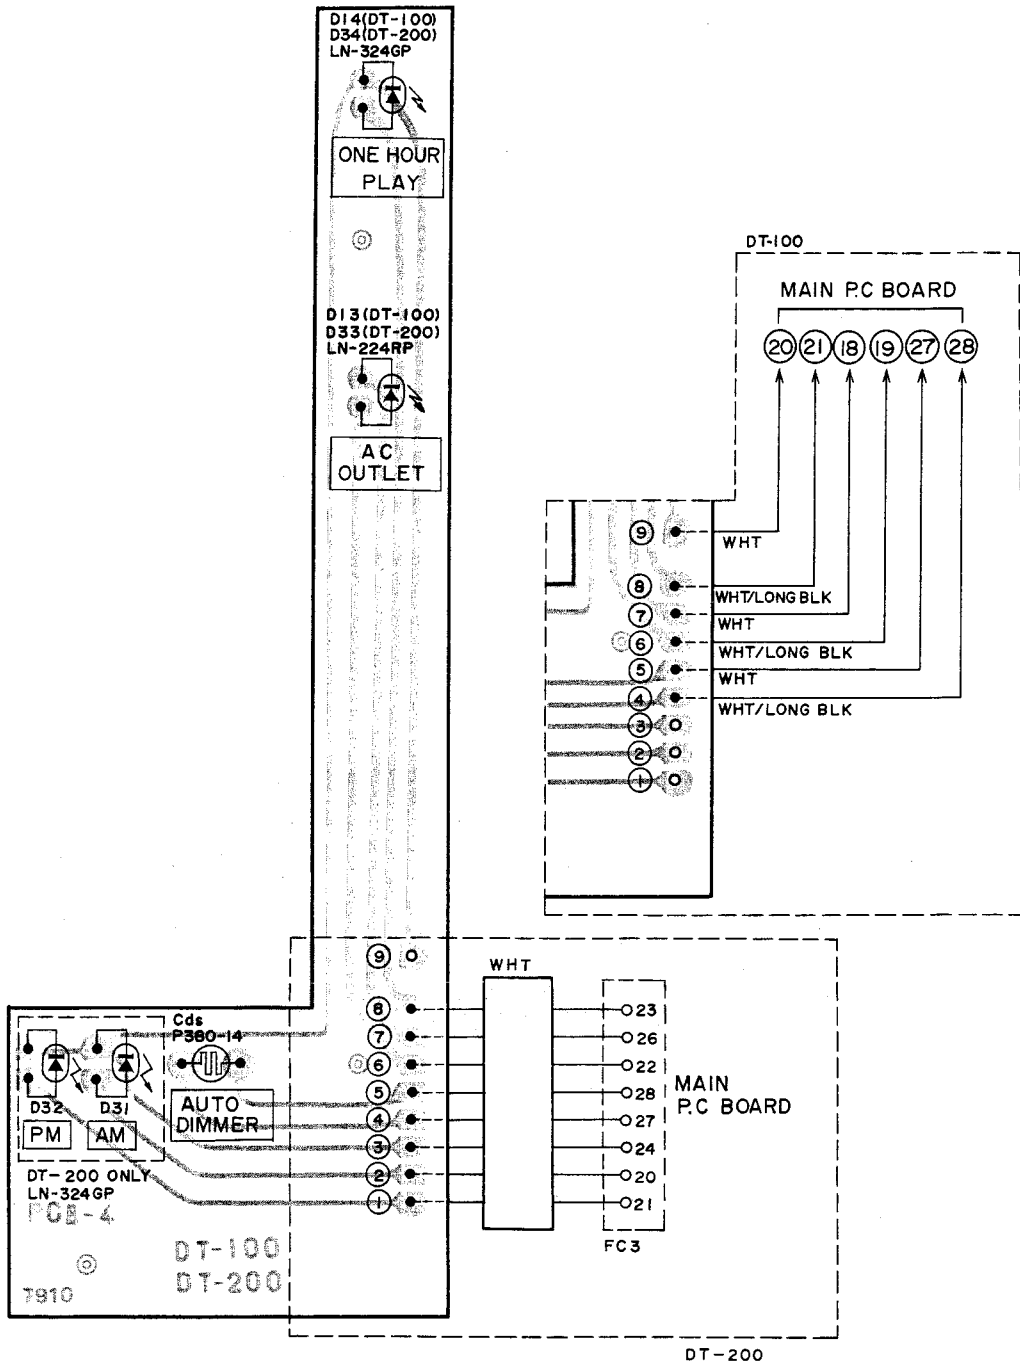 D14(DT-100)
D34(DT-200)
LN-324GP
ONE HOUR
PLAY
D13(DT-100)
D33(DT-200)
LN-224RP
AC
OUTLET
DT-100
MAIN P.C BOARD
20 21 18 19 27 28
9
WHT
8
WHT/LONG BLK
7
WHT
6
WHT/LONG BLK
5
WHT
4
WHT/LONG BLK
3
2
1
9
8
7
6
5
4
3
2
1
WHT
23
26
22
28
27
24
20
21
MAIN
P.C BOARD
FC3
DT-200
Cds
P380-14
AUTO
DIMMER
D32 D31
PM AM
DT-200 ONLY
LN-324GP
PCB-4
DT-100
DT-200
7910